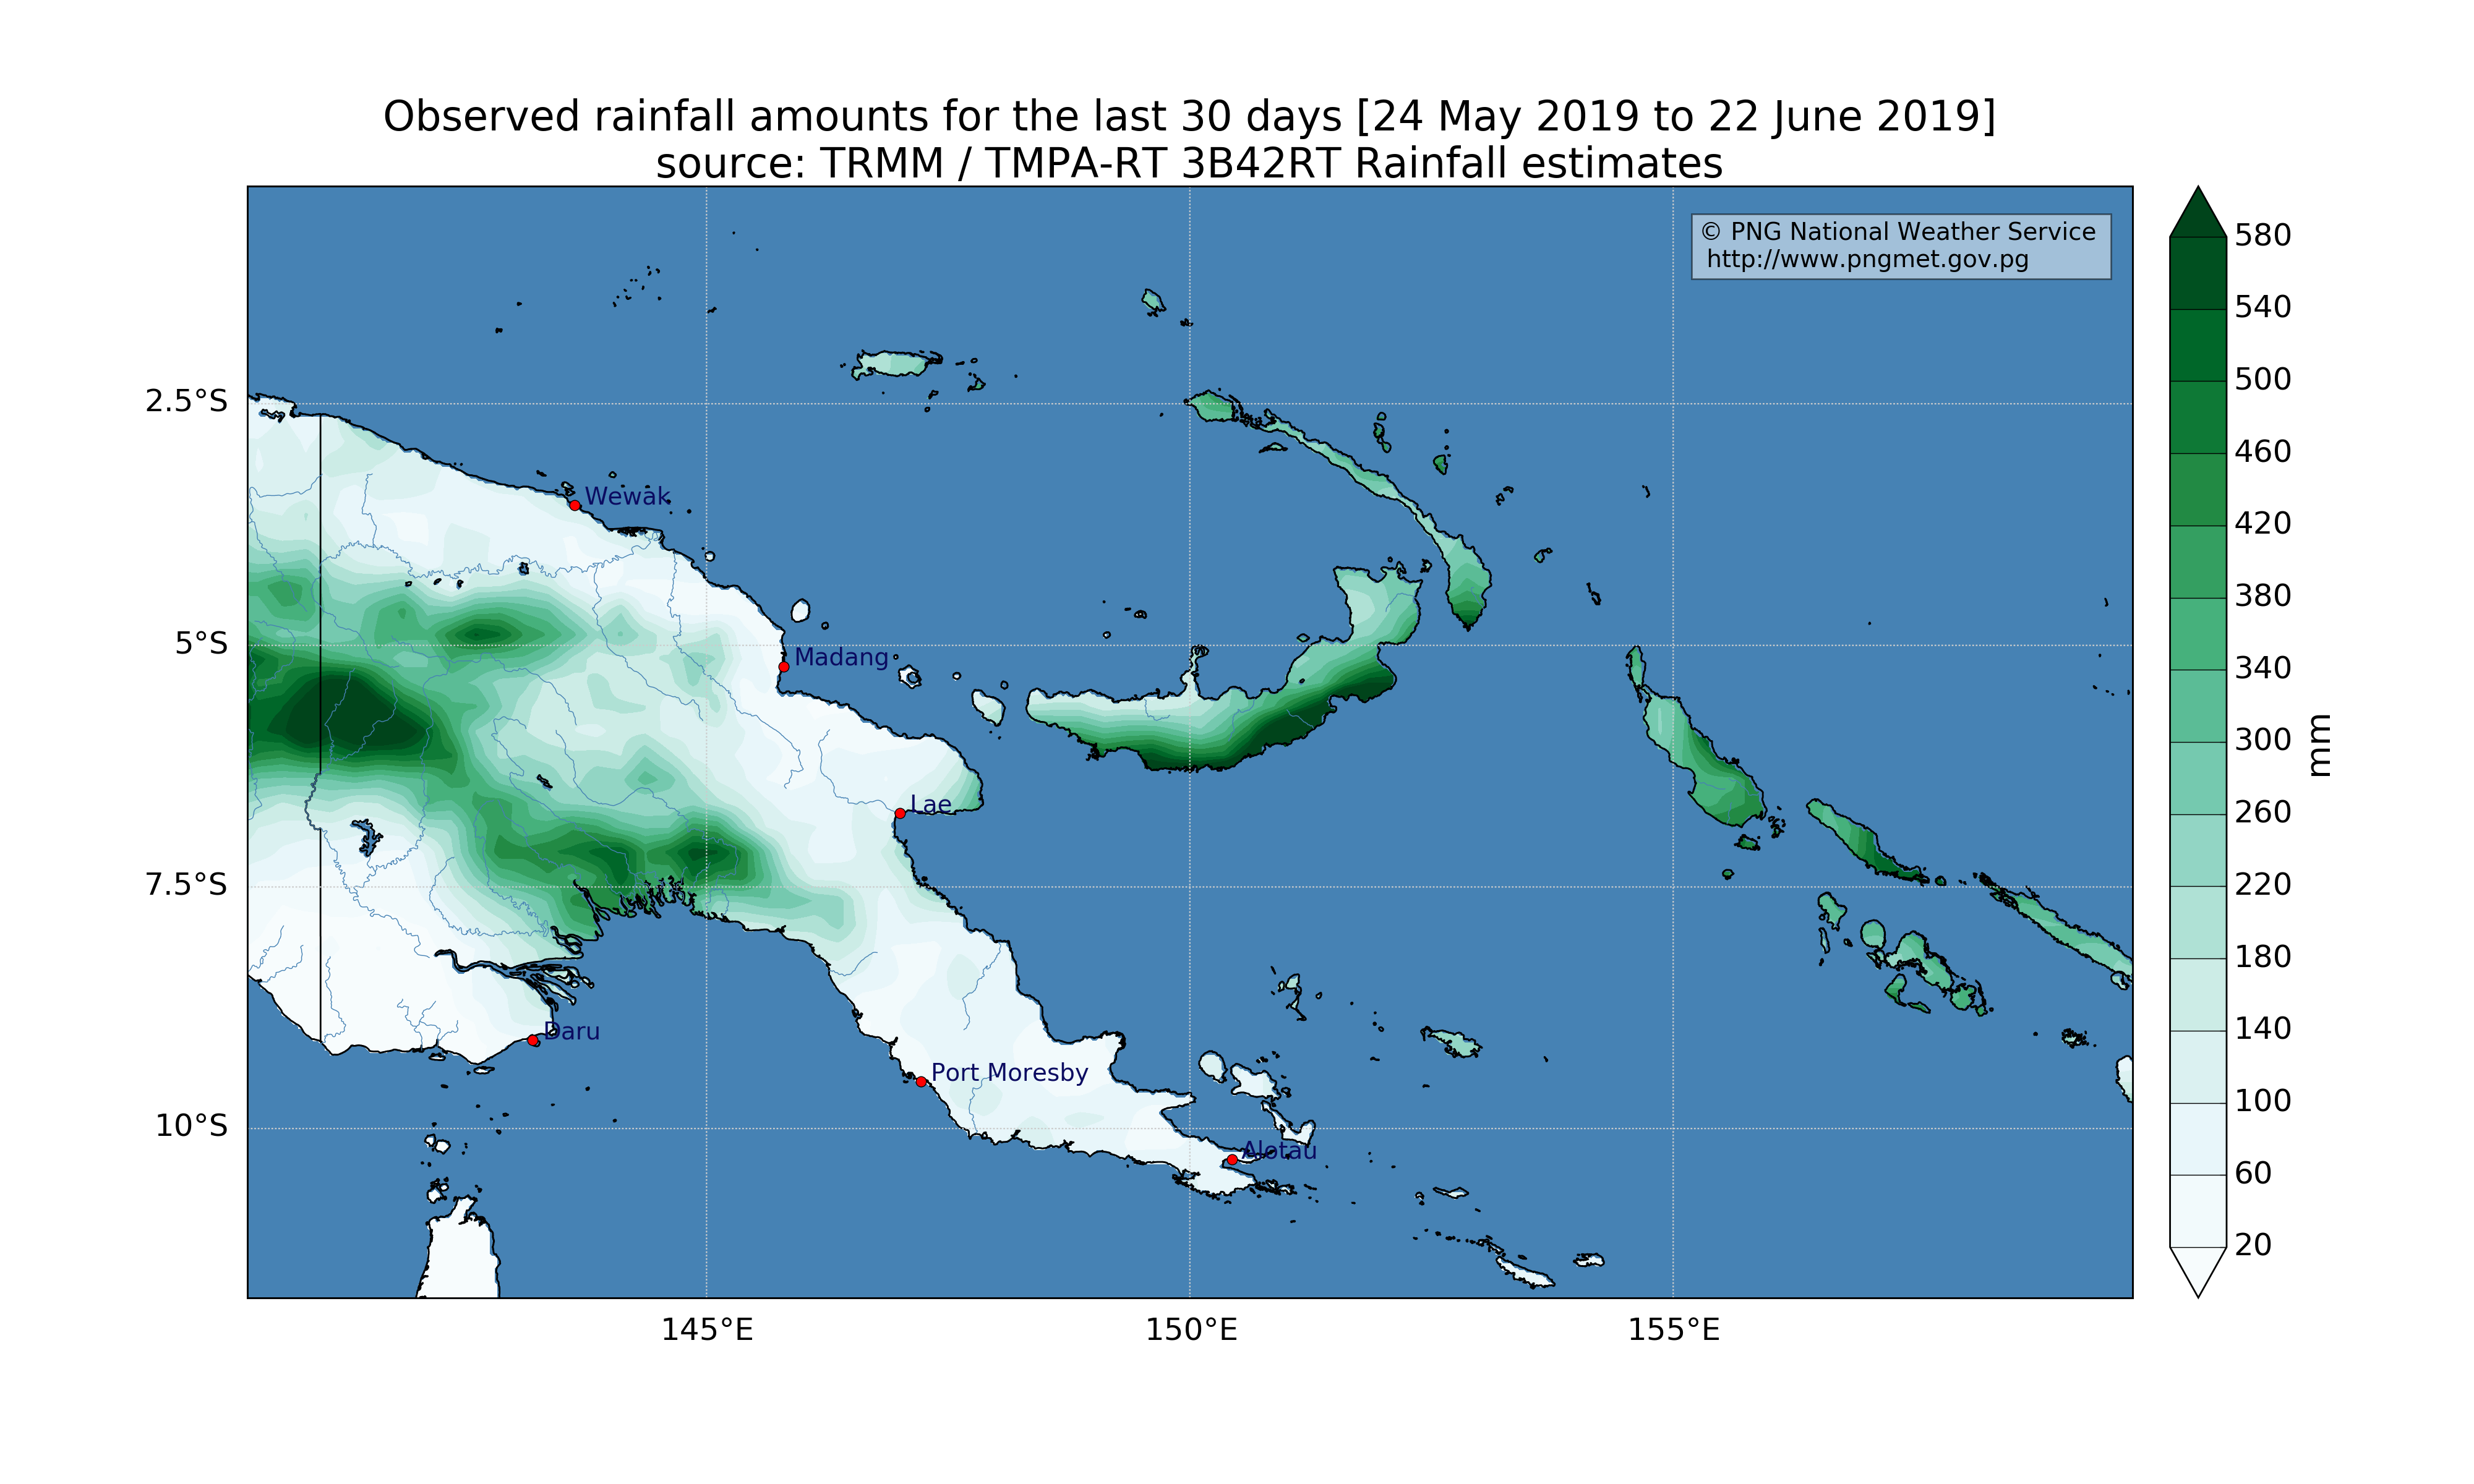 Observed rainfall amounts for the last 30 days [24 May 2019 to 22 June 2019]
source: TRMM / TMPA-RT 3B42RT Rainfall estimates
© PNG National Weather Service
http://www.pngmet.gov.pg
580
540
500
460
420
380
340
300
260
220
180
140
100
60
20
mm
2.5°S
5°S
7.5°S
10°S
Wewak
Madang
Lae
Daru
Port Moresby
Alotau
145°E
150°E
155°E